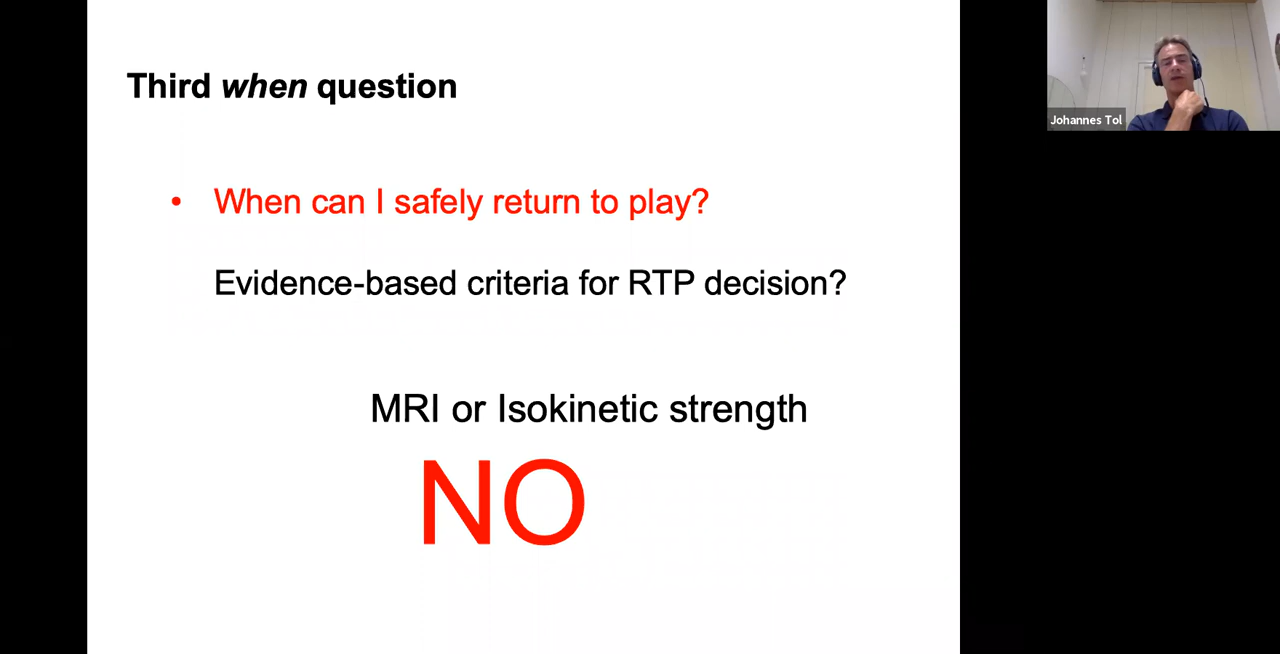 Third when question
• When can I safely return to play?
Evidence-based criteria for RTP decision?
MRI or Isokinetic strength
NO
Johannes Tol